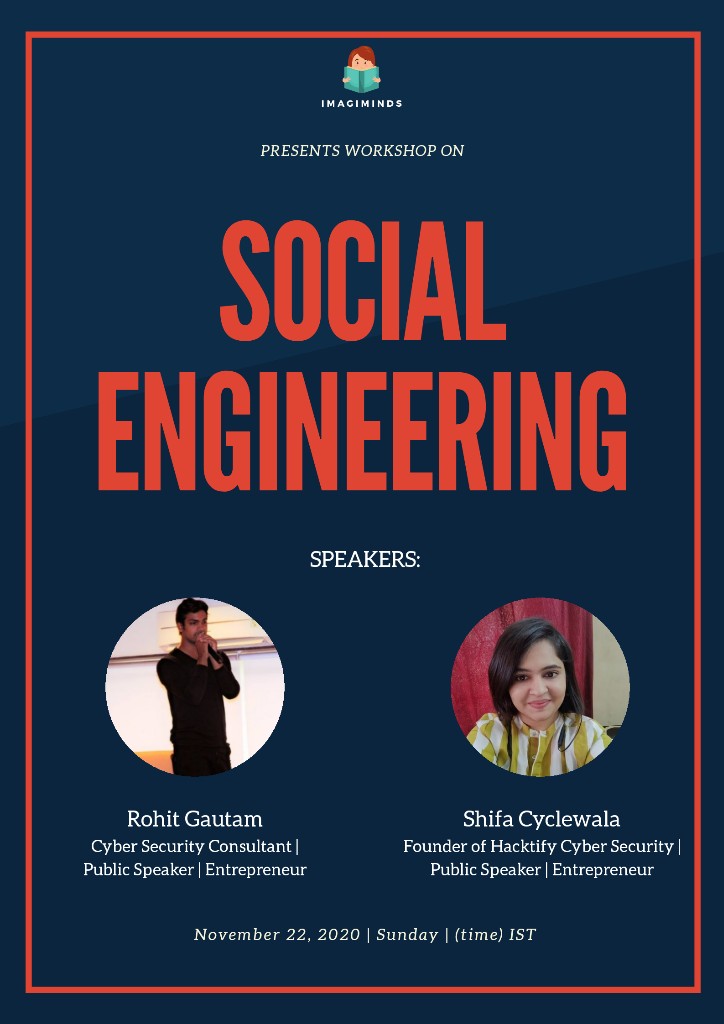 IMAGIMINDS
PRESENTS WORKSHOP ON
SOCIAL
ENGINEERING
SPEAKERS:
Rohit Gautam
Cyber Security Consultant |
Public Speaker | Entrepreneur
Shifa Cyclewala
Founder of Hacktify Cyber Security |
Public Speaker | Entrepreneur
November 22, 2020 | Sunday | (time) IST